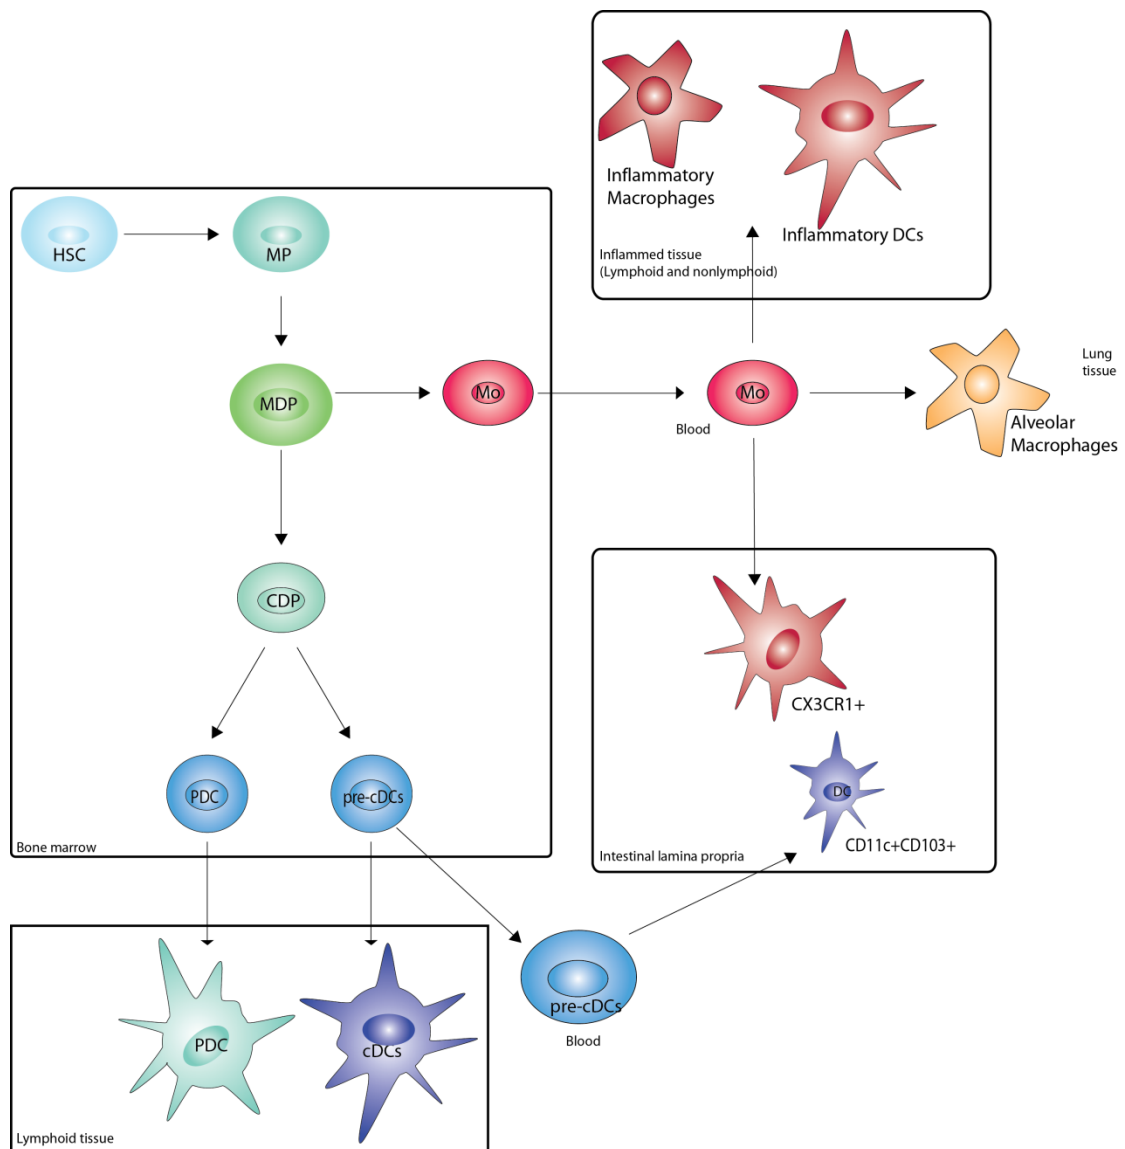 Inflammatory
Macrophages
Inflammatory DCs
Inflammed tissue
(Lymphoid and nonlymphoid)
HSC
MP
MDP
Mo
Mo
Blood
Lung
tissue
Alveolar
Macrophages
CDP
PDC
pre-cDCs
Bone marrow
CX3CR1+
DC
CD11c+CD103+
Intestinal lamina propria
pre-cDCs
Blood
PDC
cDCs
Lymphoid tissue